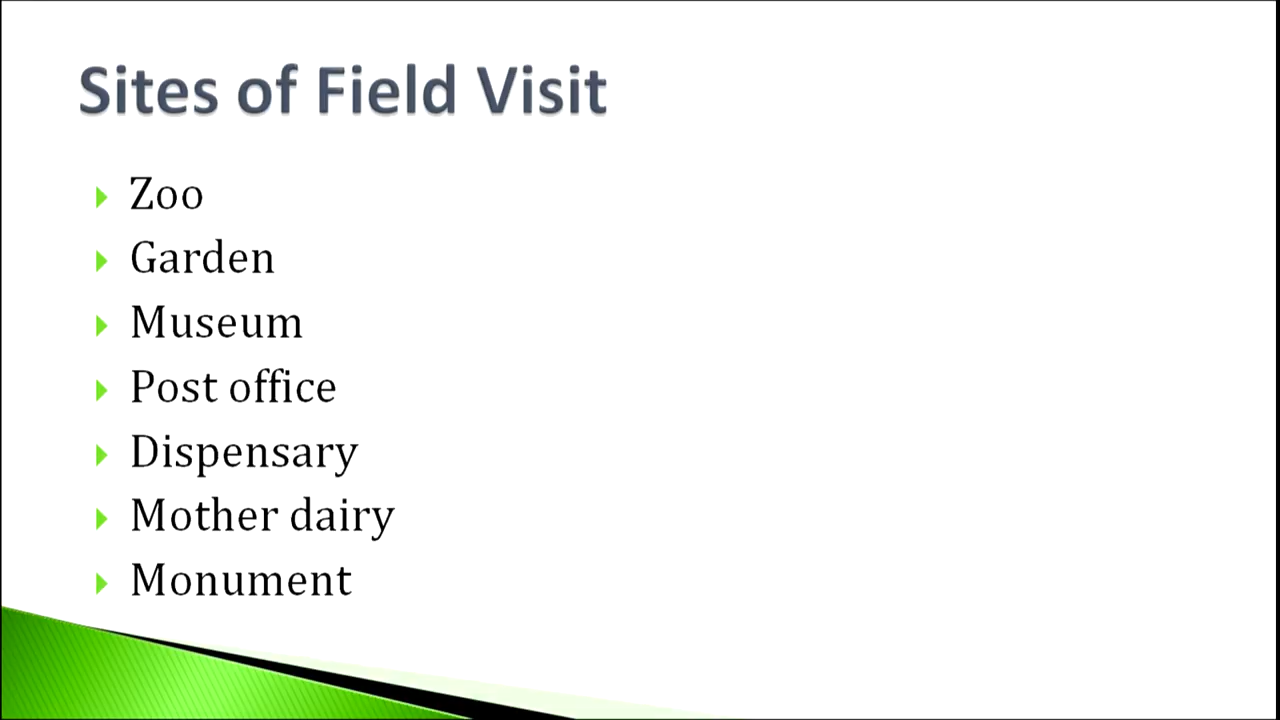 Sites of Field Visit
Zoo
Garden
Museum
Post office
Dispensary
Mother dairy
Monument